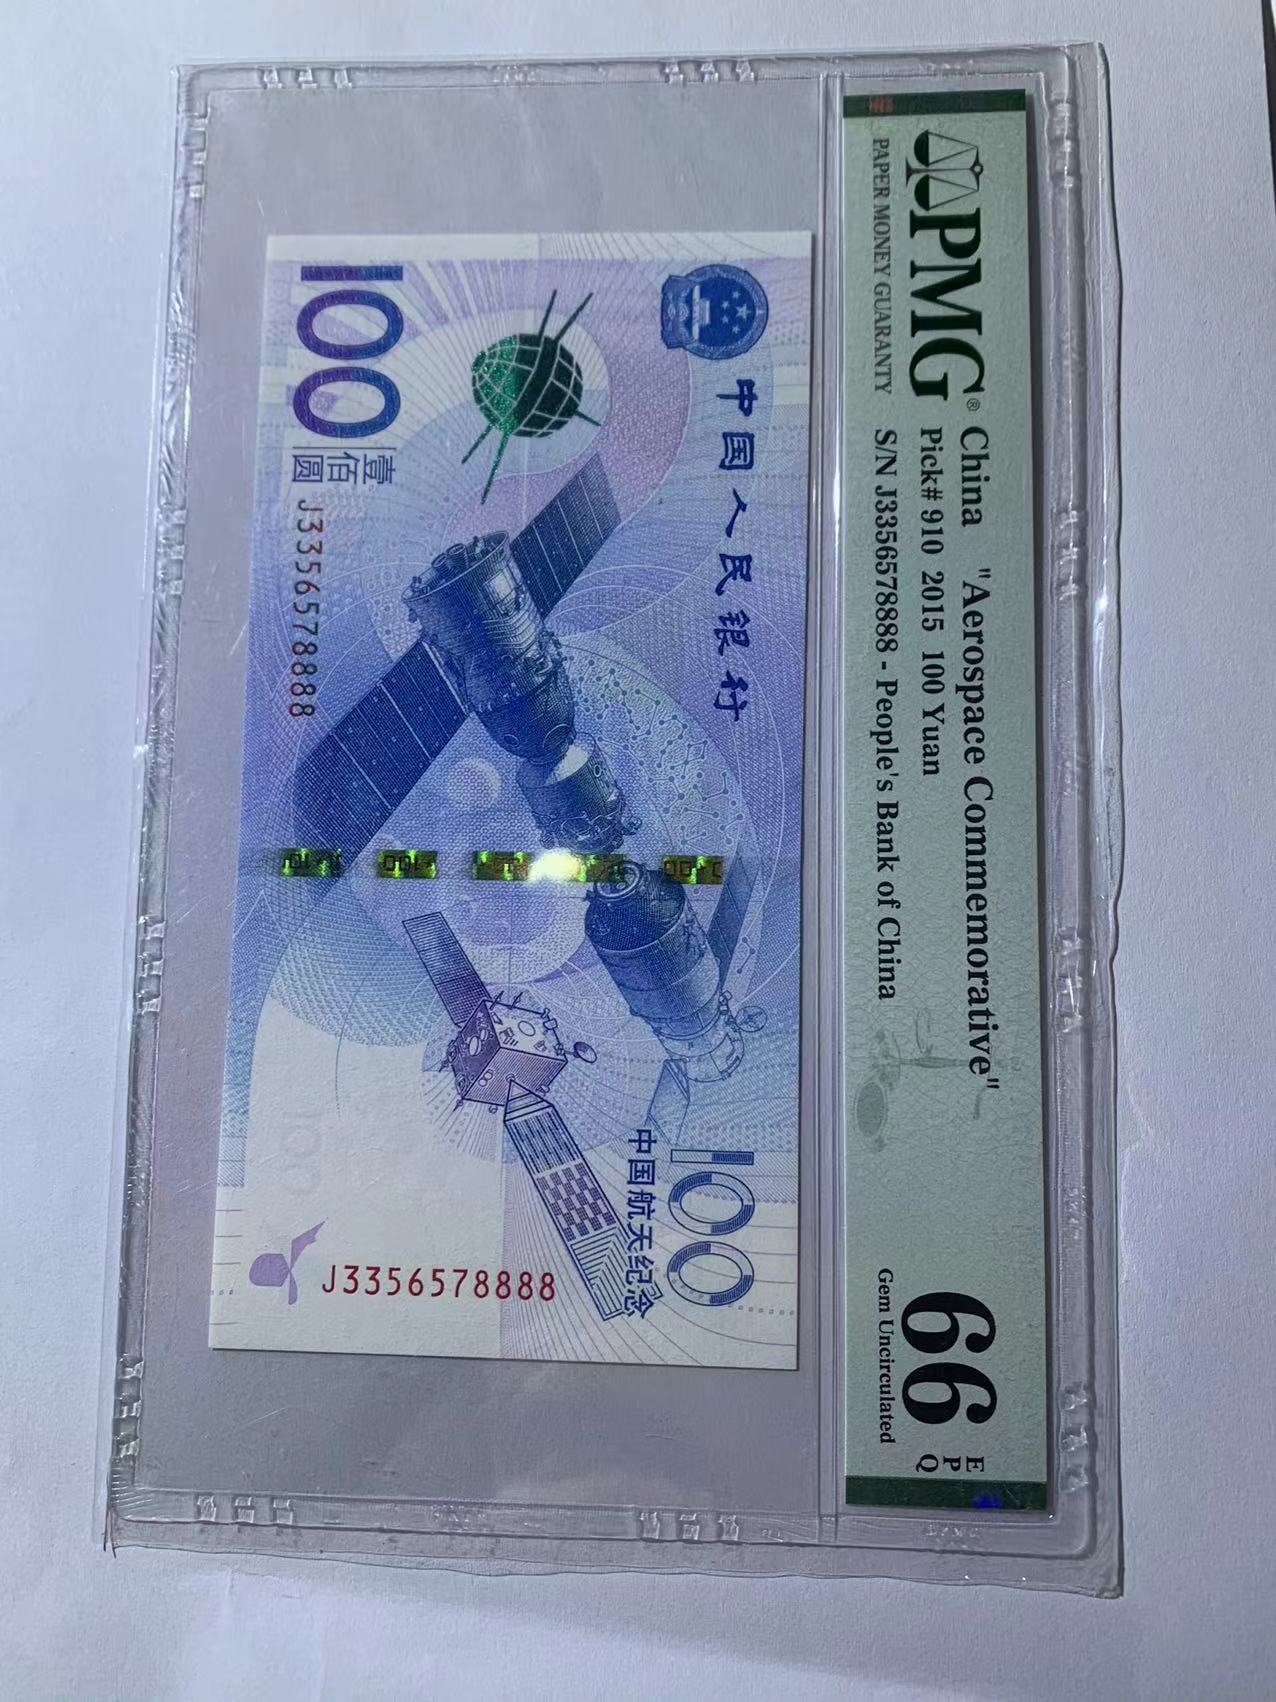 PMG®
PAPER MONEY GUARANTY
China "Aerospace Commemorative"
Pick# 910 2015 100 Yuan
S/N J3356578888 - People's Bank of China
66 EPQ
Gem Uncirculated
中国人民银行
100
中国航天纪念
100 壹佰圆
J3356578888
J3356578888
100